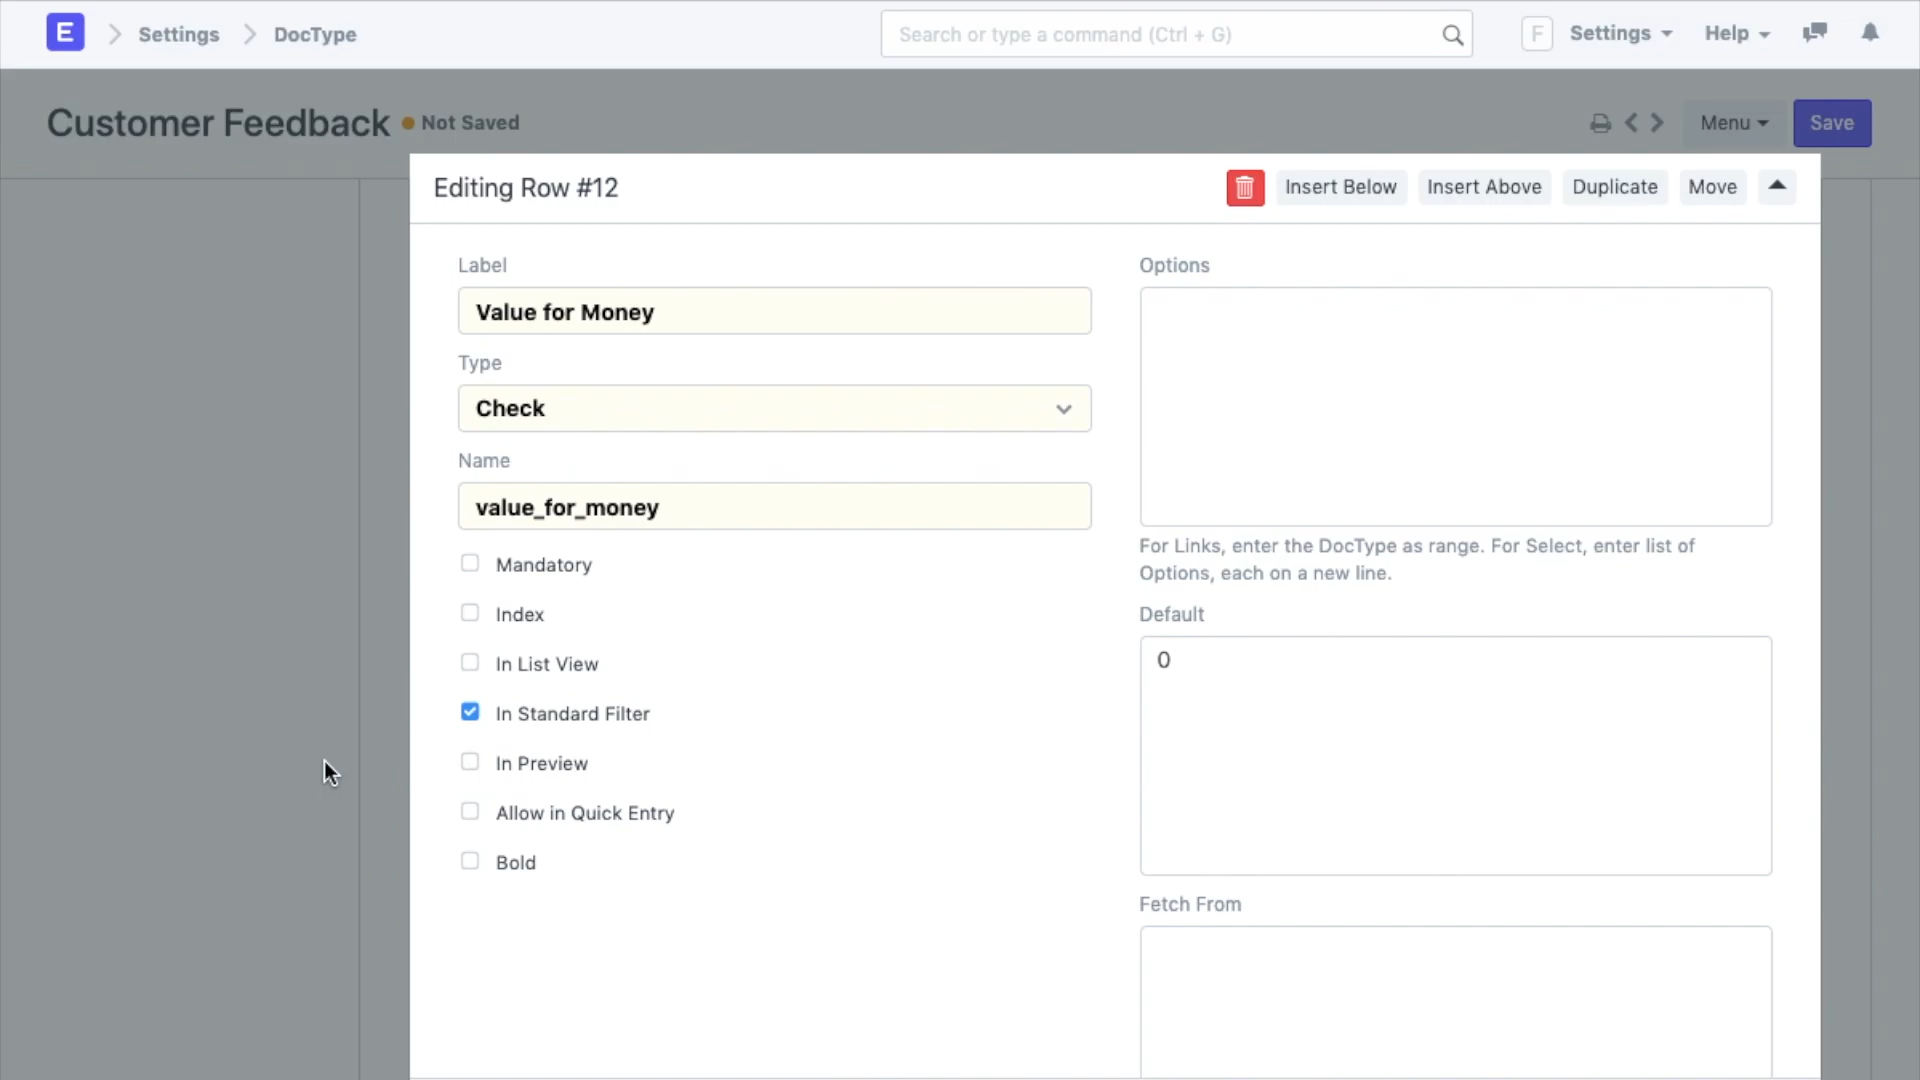 E
Settings
DocType
Search or type a command (Ctrl + G)
F
Settings
Help
Customer Feedback
Not Saved
Menu
Save
Editing Row #12
Insert Below
Insert Above
Duplicate
Move
Label
Value for Money
Type
Check
Name
value_for_money
Mandatory
Index
In List View
In Standard Filter
In Preview
Allow in Quick Entry
Bold
Options
For Links, enter the DocType as range. For Select, enter list of
Options, each on a new line.
Default
0
Fetch From